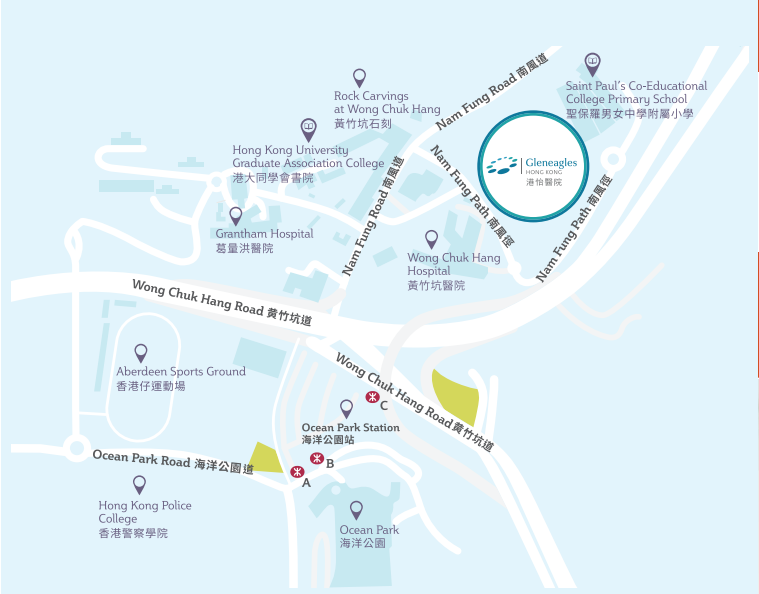 Nam Fung Road 南風道
Rock Carvings
at Wong Chuk Hang
黃竹坑石刻
Saint Paul's Co-Educational
College Primary School
聖保羅男女中學附屬小學
Hong Kong University
Graduate Association College
港大同學會書院
Gleneagles
HONG KONG
港怡醫院
Nam Fung Road 南風道
Nam Fung Path 南風徑
Nam Fung Path 南風徑
Grantham Hospital
葛量洪醫院
Wong Chuk Hang
Hospital
黃竹坑醫院
Wong Chuk Hang Road 黄竹坑道
Wong Chuk Hang Road 黄竹坑道
Aberdeen Sports Ground
香港仔運動場
C
Ocean Park Station
海洋公園站
Ocean Park Road 海洋公園道
B
A
Hong Kong Police
College
香港警察學院
Ocean Park
海洋公園